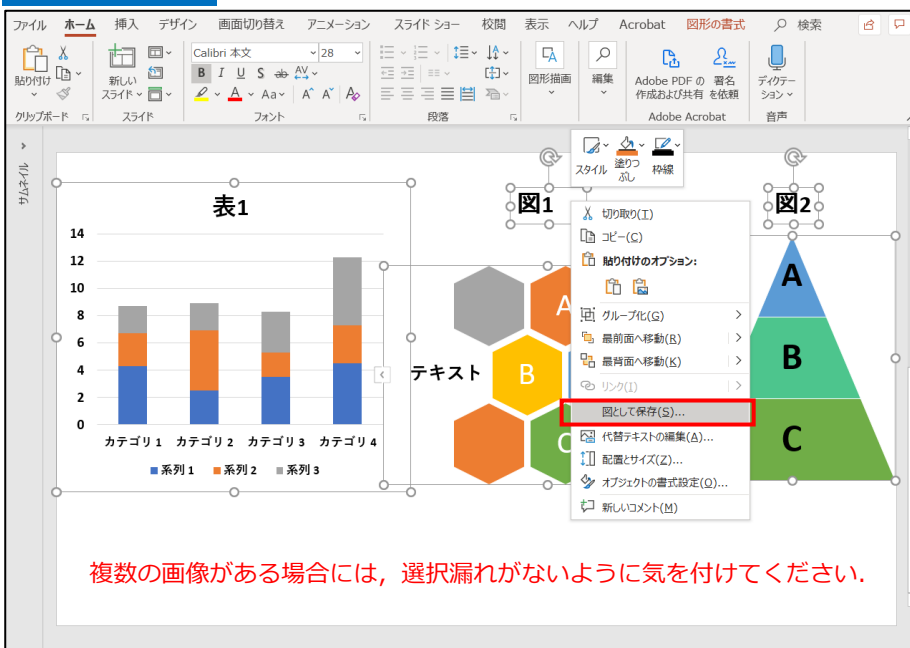 ファイル ホーム 挿入 デザイン 画面切り替え アニメーション スライド ショー 校閲 表示 ヘルプ Acrobat 図形の書式 検索
Calibri 本文 28
貼り付け
新しい
スライド
B I U S ab AV
A Aa A A A
図形描画
編集
Adobe PDF の
作成および共有
署名
を依頼
ディクテー
ション
クリップボード スライド フォント 段落 Adobe Acrobat 音声
サムネイル
スタイル 塗りつ
ぶし 枠線
表1
図1
図2
14
12
10
8
6
4
2
0
カテゴリ 1 カテゴリ 2 カテゴリ 3 カテゴリ 4
系列 1 系列 2 系列 3
テキスト
A
B
C
切り取り(T)
コピー(C)
貼り付けのオプション:
グループ化(G)
最前面へ移動(R)
最背面へ移動(K)
リンク(I)
図として保存(S)...
代替テキストの編集(A)...
配置とサイズ(Z)...
オブジェクトの書式設定(O)...
新しいコメント(M)
A
B
C
複数の画像がある場合には，選択漏れがないように気を付けてください.